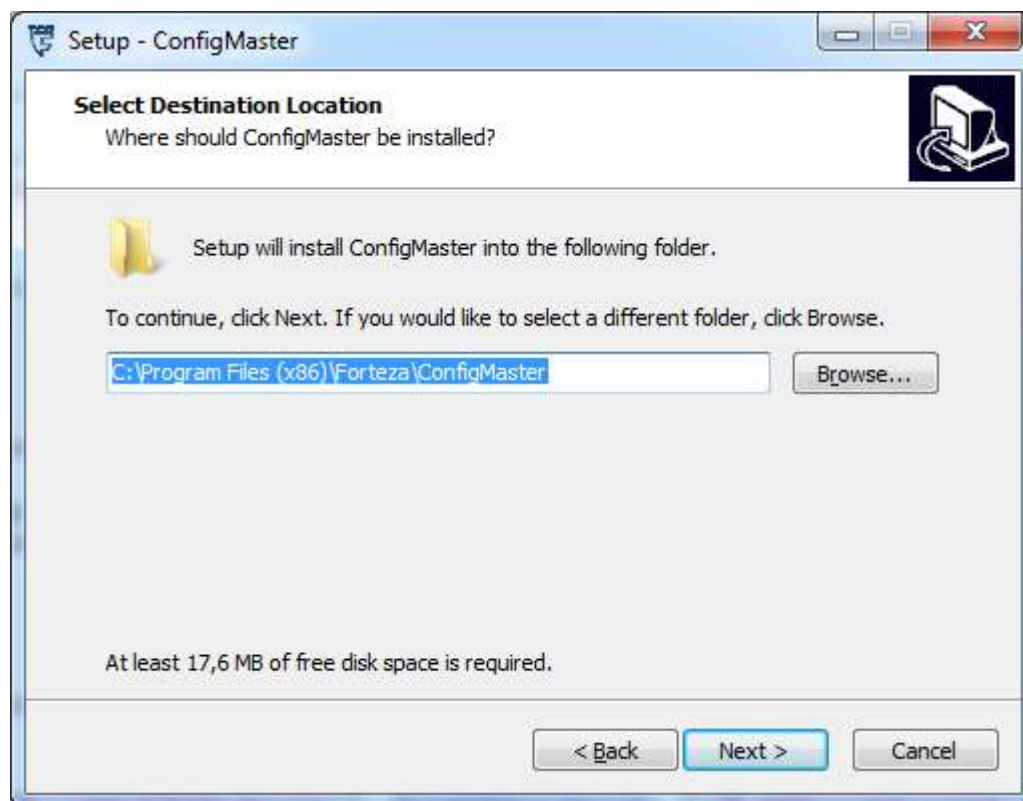 Setup - ConfigMaster
Select Destination Location
Where should ConfigMaster be installed?
Setup will install ConfigMaster into the following folder.
To continue, click Next. If you would like to select a different folder, click Browse.
C:\Program Files (x86)\Forteza\ConfigMaster
Browse...
At least 17,6 MB of free disk space is required.
< Back
Next >
Cancel